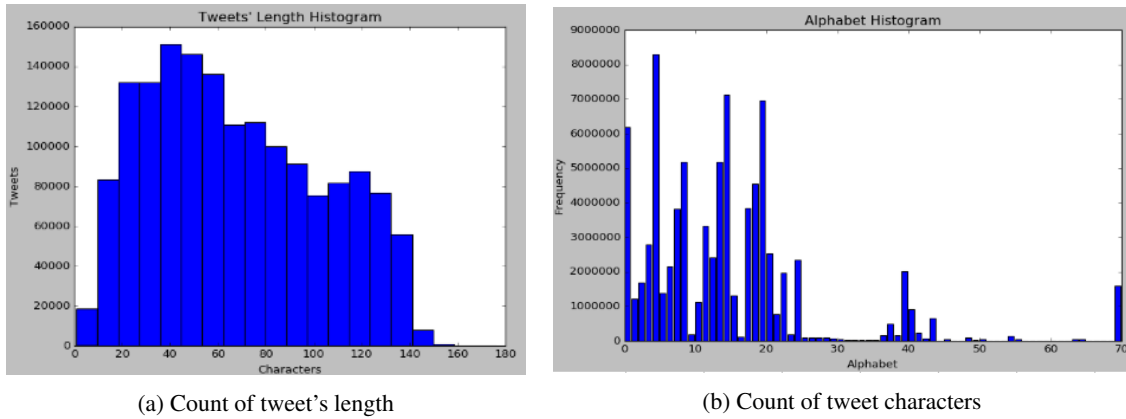 Tweets' Length Histogram
160000
140000
120000
100000
80000
60000
40000
20000
0
Tweets
0 20 40 60 80 100 120 140 160 180
Characters
(a) Count of tweet's length
Alphabet Histogram
9000000
8000000
7000000
6000000
5000000
4000000
3000000
2000000
1000000
0
Frequency
0 10 20 30 40 50 60 70
Alphabet
(b) Count of tweet characters